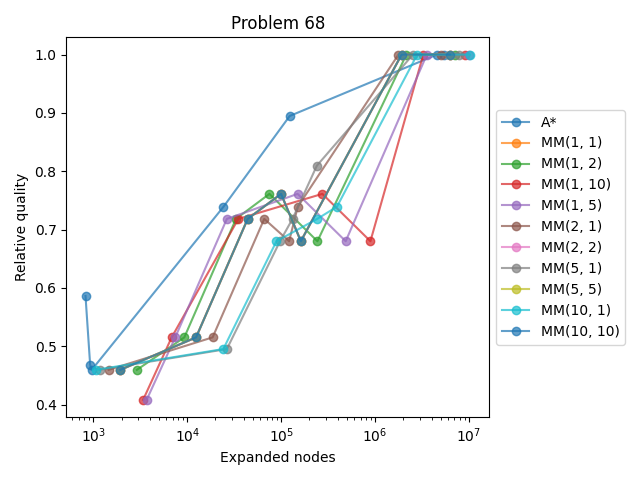 Problem 68
Relative quality
1.0
0.9
0.8
0.7
0.6
0.5
0.4
10³
10⁴
10⁵
10⁶
10⁷
Expanded nodes
A*
MM(1, 1)
MM(1, 2)
MM(1, 10)
MM(1, 5)
MM(2, 1)
MM(2, 2)
MM(5, 1)
MM(5, 5)
MM(10, 1)
MM(10, 10)